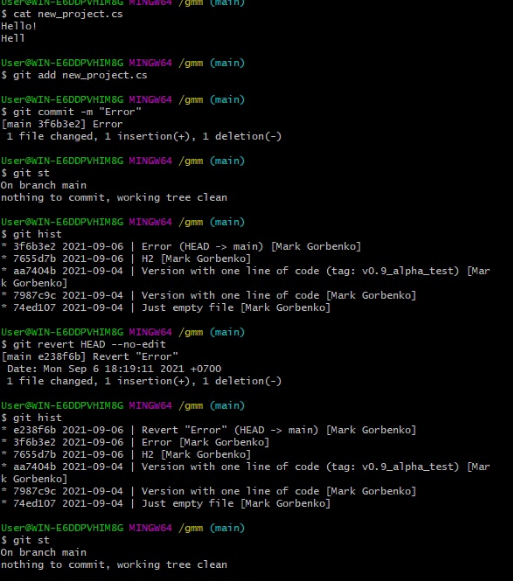 User@WIN-E6DDPVHIM8G MINGW64 /gmm (main)
$ cat new_project.cs
Hello!
Hell
User@WIN-E6DDPVHIM8G MINGW64 /gmm (main)
$ git add new_project.cs
User@WIN-E6DDPVHIM8G MINGW64 /gmm (main)
$ git commit -m "Error"
[main 3f6b3e2] Error
 1 file changed, 1 insertion(+), 1 deletion(-)
User@WIN-E6DDPVHIM8G MINGW64 /gmm (main)
$ git st
On branch main
nothing to commit, working tree clean
User@WIN-E6DDPVHIM8G MINGW64 /gmm (main)
$ git hist
* 3f6b3e2 2021-09-06 | Error (HEAD -> main) [Mark Gorbenko]
* 7655d7b 2021-09-06 | H2 [Mark Gorbenko]
* aa7404b 2021-09-04 | Version with one line of code (tag: v0.9_alpha_test) [Mar
k Gorbenko]
* 7987c9c 2021-09-04 | Version with one line of code [Mark Gorbenko]
* 74ed107 2021-09-04 | Just empty file [Mark Gorbenko]
User@WIN-E6DDPVHIM8G MINGW64 /gmm (main)
$ git revert HEAD --no-edit
[main e238f6b] Revert "Error"
 Date: Mon Sep 6 18:19:11 2021 +0700
 1 file changed, 1 insertion(+), 1 deletion(-)
User@WIN-E6DDPVHIM8G MINGW64 /gmm (main)
$ git hist
* e238f6b 2021-09-06 | Revert "Error" (HEAD -> main) [Mark Gorbenko]
* 3f6b3e2 2021-09-06 | Error [Mark Gorbenko]
* 7655d7b 2021-09-06 | H2 [Mark Gorbenko]
* aa7404b 2021-09-04 | Version with one line of code (tag: v0.9_alpha_test) [Mar
k Gorbenko]
* 7987c9c 2021-09-04 | Version with one line of code [Mark Gorbenko]
* 74ed107 2021-09-04 | Just empty file [Mark Gorbenko]
User@WIN-E6DDPVHIM8G MINGW64 /gmm (main)
$ git st
On branch main
nothing to commit, working tree clean